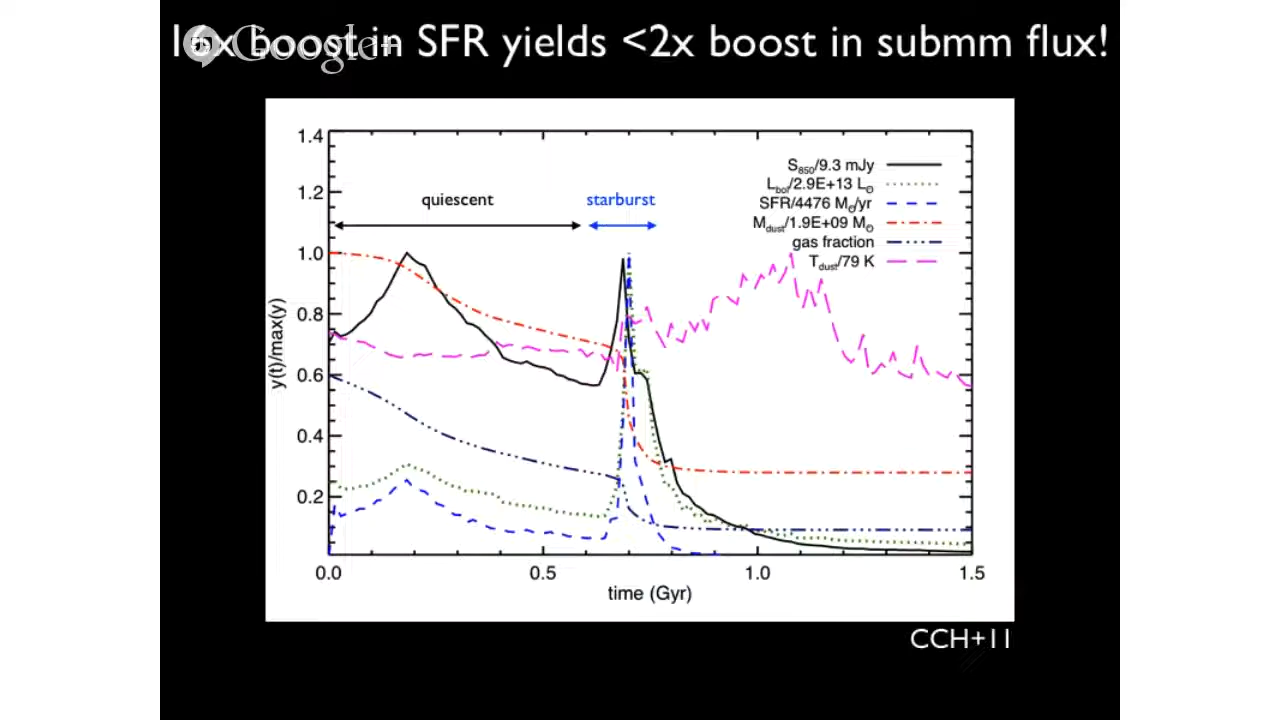 16x boost in SFR yields <2x boost in submm flux!
Google+
1.4
1.2
1.0
0.8
0.6
0.4
0.2
y(t)/max(y)
quiescent
starburst
S850/9.3 mJy
Lbol/2.9E+13 L⊙
SFR/4476 M⊙/yr
Mdust/1.9E+09 M⊙
gas fraction
Tdust/79 K
0.0 0.5 1.0 1.5
time (Gyr)
CCH+11